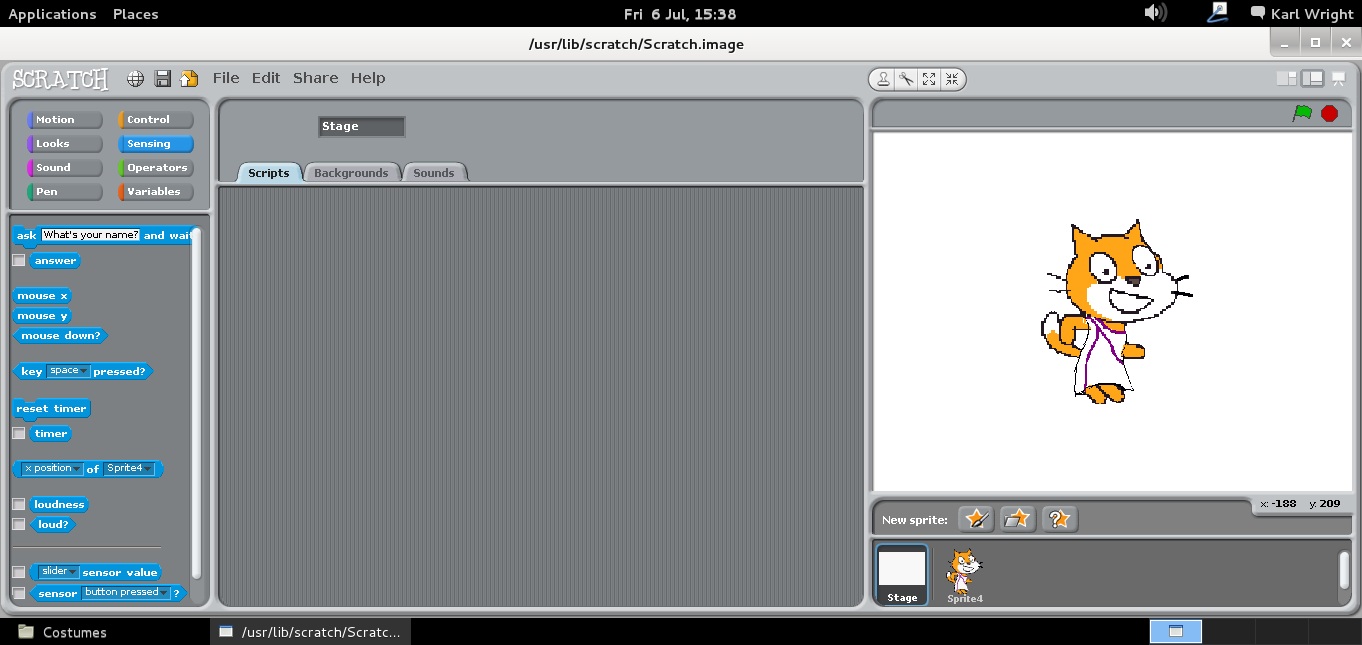 Applications Places Fri 6 Jul, 15:38 Karl Wright
/usr/lib/scratch/Scratch.image
SCRATCH File Edit Share Help
Motion Control
Looks Sensing
Sound Operators
Pen Variables
Stage
Scripts Backgrounds Sounds
ask What's your name? and wait
answer
mouse x
mouse y
mouse down?
key space pressed?
reset timer
timer
x position of Sprite4
loudness
loud?
slider sensor value
sensor button pressed ?
x: -188 y: 209
New sprite:
Stage Sprite4
Costumes /usr/lib/scratch/Scratc...